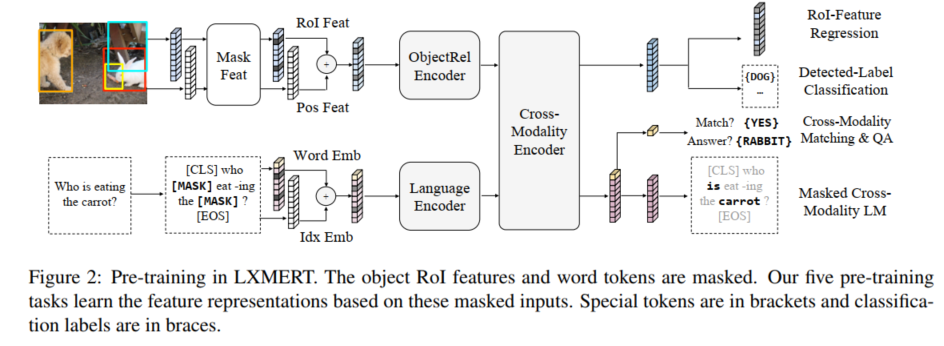 RoI Feat
Mask
Feat
Pos Feat
ObjectRel
Encoder
RoI-Feature
Regression
{DOG}
…
Detected-Label
Classification
Cross-
Modality
Encoder
Match? {YES}
Answer? {RABBIT}
Cross-Modality
Matching & QA
Who is eating
the carrot?
[CLS] who
[MASK] eat -ing
the [MASK] ?
[EOS]
Word Emb
Idx Emb
Language
Encoder
[CLS] who
is eat -ing
the carrot ?
[EOS]
Masked Cross-
Modality LM
Figure 2: Pre-training in LXMERT. The object RoI features and word tokens are masked. Our five pre-training
tasks learn the feature representations based on these masked inputs. Special tokens are in brackets and classifica-
tion labels are in braces.